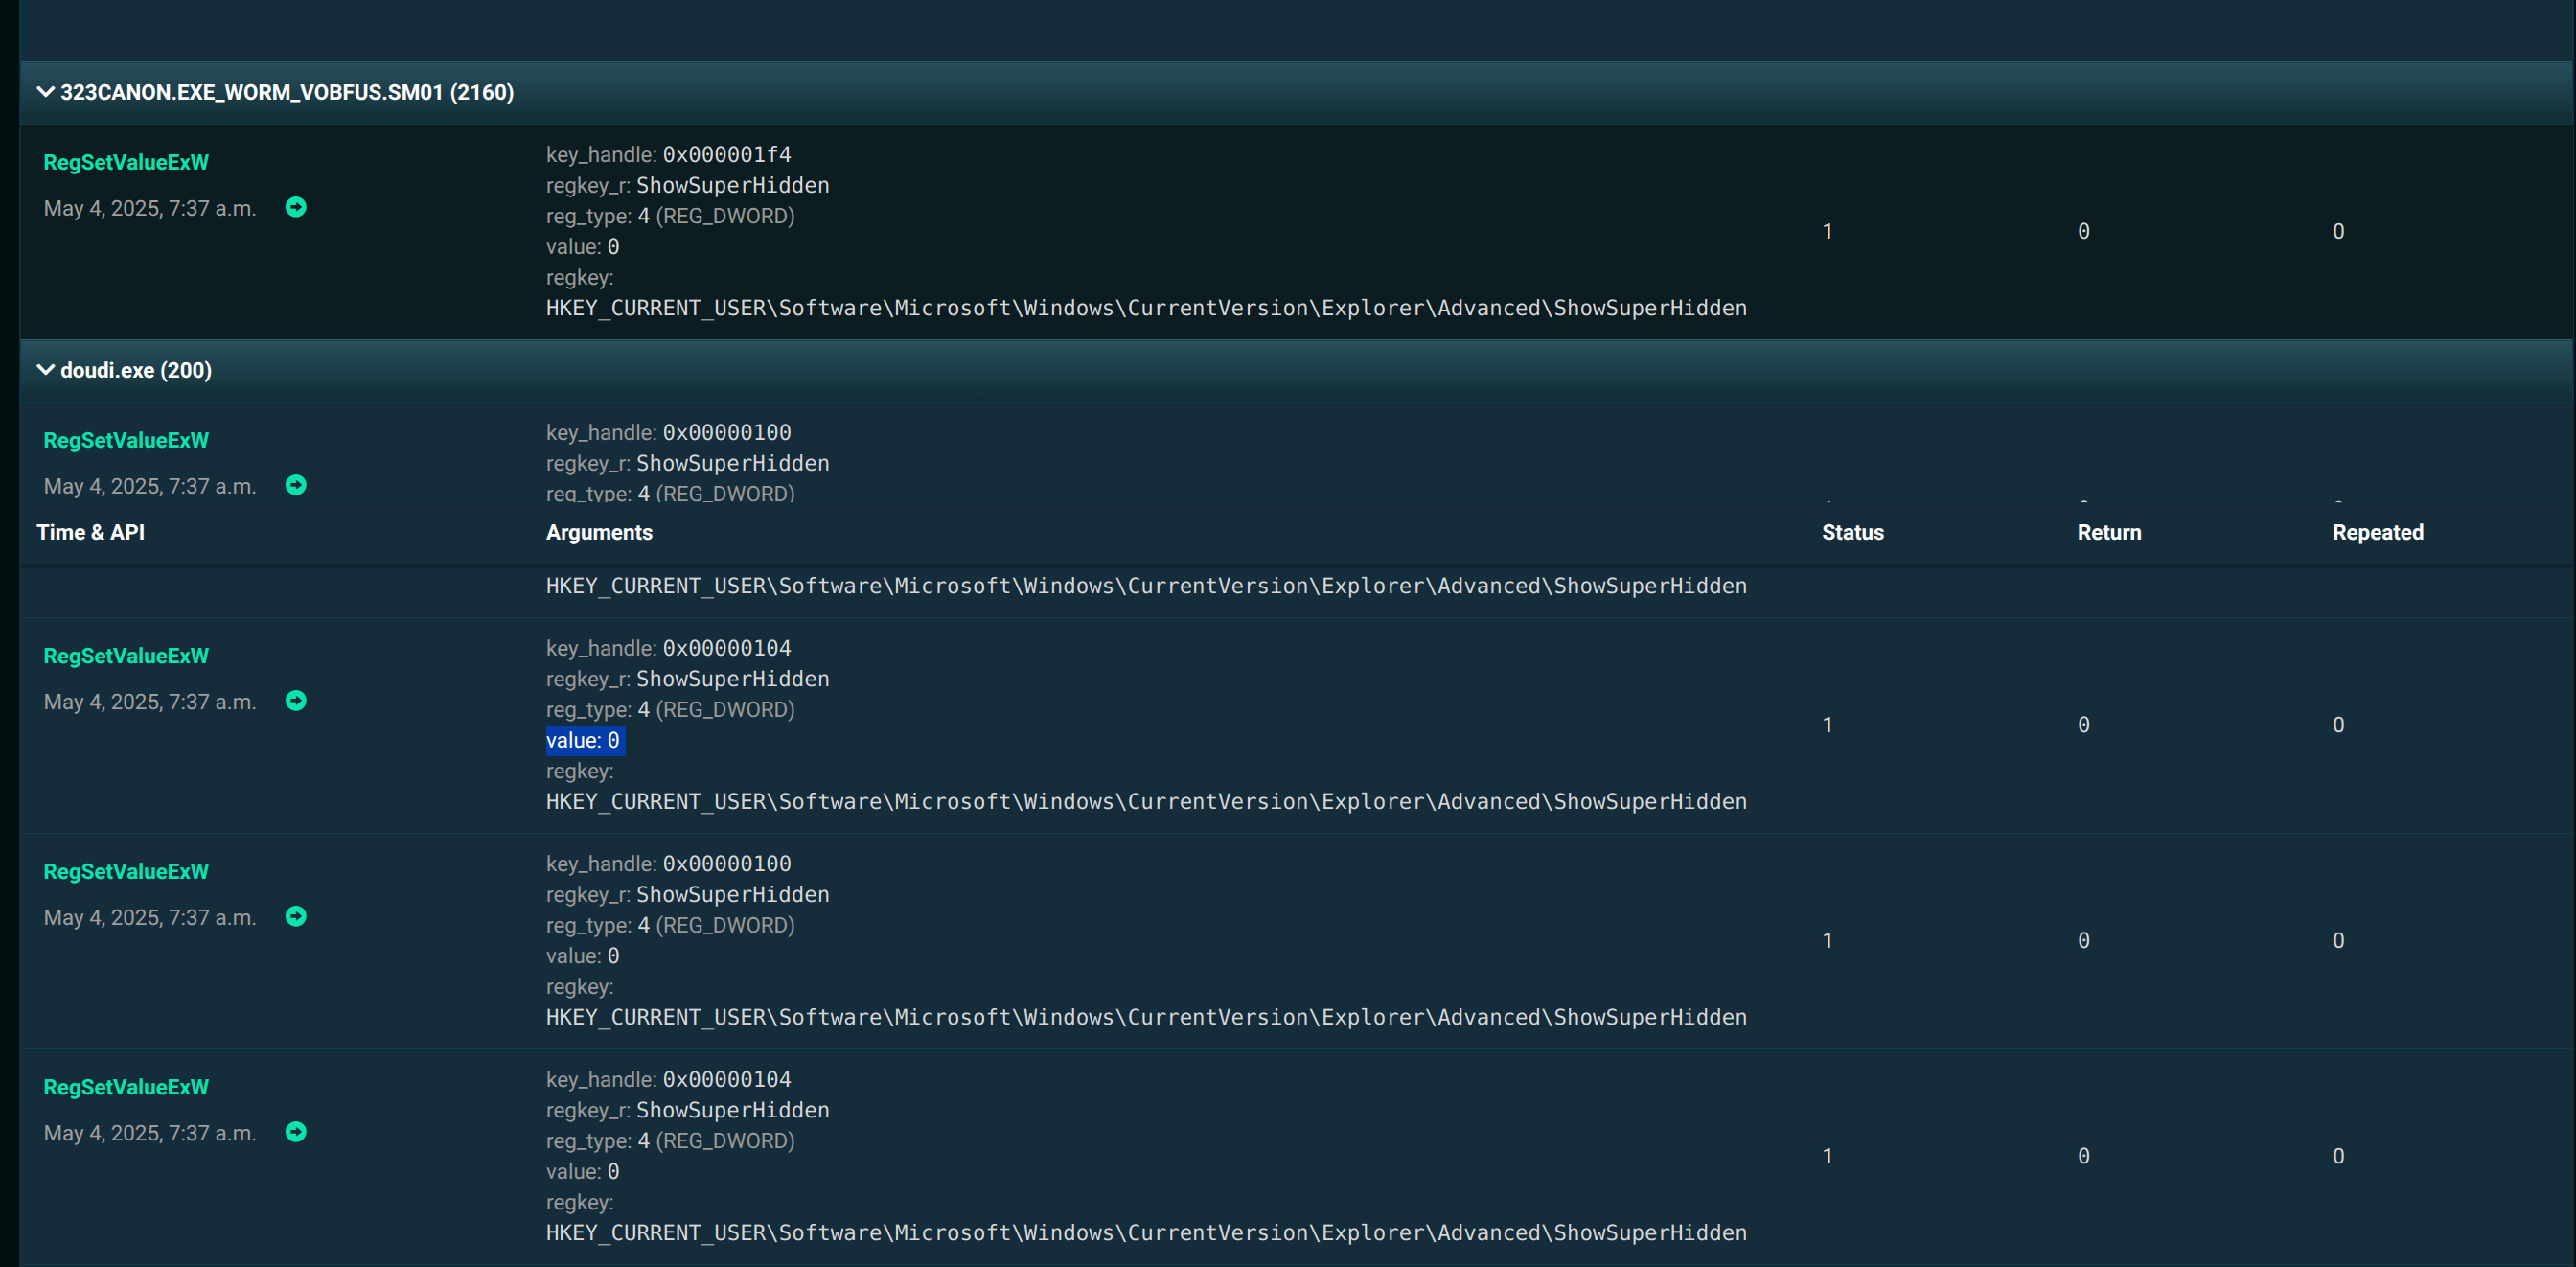 323CANON.EXE_WORM_VOBFUS.SM01 (2160)
RegSetValueExW
May 4, 2025, 7:37 a.m.
key_handle: 0x000001f4
regkey_r: ShowSuperHidden
reg_type: 4 (REG_DWORD)
value: 0
regkey:
HKEY_CURRENT_USER\Software\Microsoft\Windows\CurrentVersion\Explorer\Advanced\ShowSuperHidden
1 0 0
doudi.exe (200)
RegSetValueExW
May 4, 2025, 7:37 a.m.
key_handle: 0x00000100
regkey_r: ShowSuperHidden
reg_type: 4 (REG_DWORD)
Time & API Arguments Status Return Repeated
HKEY_CURRENT_USER\Software\Microsoft\Windows\CurrentVersion\Explorer\Advanced\ShowSuperHidden
RegSetValueExW
May 4, 2025, 7:37 a.m.
key_handle: 0x00000104
regkey_r: ShowSuperHidden
reg_type: 4 (REG_DWORD)
value: 0
regkey:
HKEY_CURRENT_USER\Software\Microsoft\Windows\CurrentVersion\Explorer\Advanced\ShowSuperHidden
1 0 0
RegSetValueExW
May 4, 2025, 7:37 a.m.
key_handle: 0x00000100
regkey_r: ShowSuperHidden
reg_type: 4 (REG_DWORD)
value: 0
regkey:
HKEY_CURRENT_USER\Software\Microsoft\Windows\CurrentVersion\Explorer\Advanced\ShowSuperHidden
1 0 0
RegSetValueExW
May 4, 2025, 7:37 a.m.
key_handle: 0x00000104
regkey_r: ShowSuperHidden
reg_type: 4 (REG_DWORD)
value: 0
regkey:
HKEY_CURRENT_USER\Software\Microsoft\Windows\CurrentVersion\Explorer\Advanced\ShowSuperHidden
1 0 0